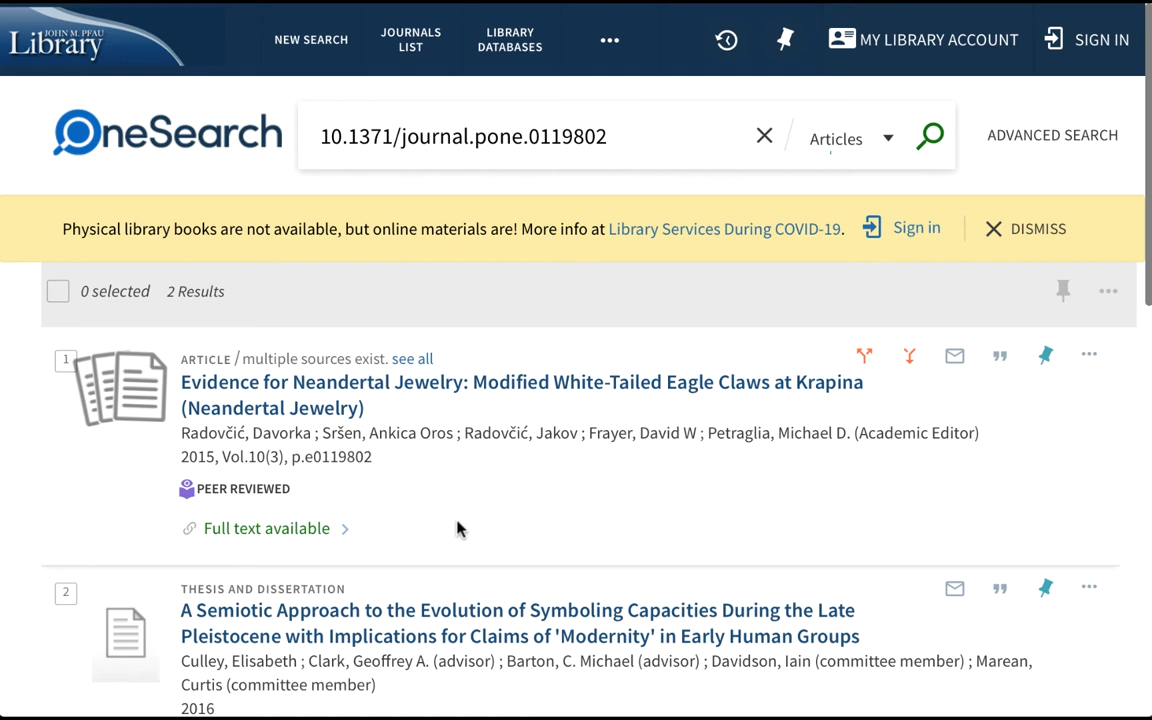 JOHN M. PFAU
Library
NEW SEARCH
JOURNALS
LIST
LIBRARY
DATABASES
MY LIBRARY ACCOUNT
SIGN IN
OneSearch
10.1371/journal.pone.0119802
Articles
ADVANCED SEARCH
Physical library books are not available, but online materials are! More info at Library Services During COVID-19. Sign in DISMISS
0 selected 2 Results
1
ARTICLE / multiple sources exist. see all
Evidence for Neandertal Jewelry: Modified White-Tailed Eagle Claws at Krapina
(Neandertal Jewelry)
Radovčić, Davorka ; Sršen, Ankica Oros ; Radovčić, Jakov ; Frayer, David W ; Petraglia, Michael D. (Academic Editor)
2015, Vol.10(3), p.e0119802
PEER REVIEWED
Full text available
2
THESIS AND DISSERTATION
A Semiotic Approach to the Evolution of Symboling Capacities During the Late
Pleistocene with Implications for Claims of 'Modernity' in Early Human Groups
Culley, Elisabeth ; Clark, Geoffrey A. (advisor) ; Barton, C. Michael (advisor) ; Davidson, Iain (committee member) ; Marean,
Curtis (committee member)
2016